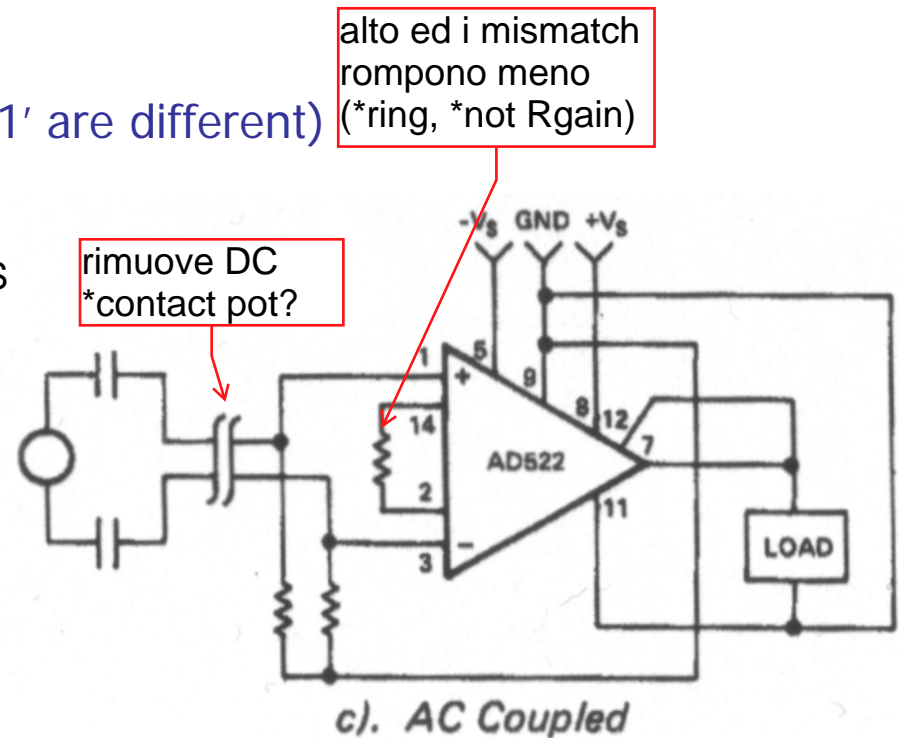 alto ed i mismatch
rompono meno
(*ring, *not Rgain)
1' are different)
-Vs GND +Vs
s
rimuove DC
*contact pot?
1
5
+
9
8
12
14
7
AD522
2
11
-
3
LOAD
c). AC Coupled